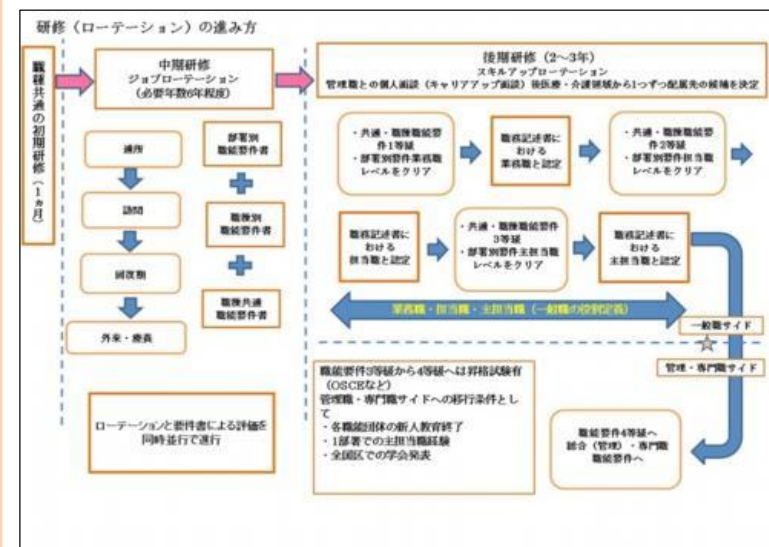 研修（ローテーション）の進み方
職種共通の初期研修（1ヵ月）
中期研修
ジョブローテーション
（必要年数6年程度）
通所
訪問
回復期
外来・療養
部署別
職能要件書
職種別
職能要件書
職種共通
職能要件書
ローテーションと要件書による評価を
同時並行で進行
後期研修（2～3年）
スキルアップローテーション
管理職との個人面談（キャリアアップ面談）後医療・介護領域から1つずつ配属先の候補を決定
・共通・職種職能要
件1等級
・部署別要件業務職
レベルをクリア
職務記述書に
おける
業務職と認定
・共通・職種職能要
件2等級
・部署別要件担当職
レベルをクリア
職務記述書に
おける
担当職と認定
・共通・職種職能要件
3等級
・部署別要件主担当職
レベルをクリア
職務記述書に
おける
主担当職と認定
業務職・担当職・主担当職（一般職の役割定義）
一般職サイド
管理・専門職サイド
職能要件3等級から4等級へは昇格試験有
（OSCEなど）
管理職・専門職サイドへの移行条件とし
て
・各職能団体の新人教育終了
・1部署での主担当職経験
・全国区での学会発表
職能要件4等級へ
総合（管理）・専門職
職能要件へ